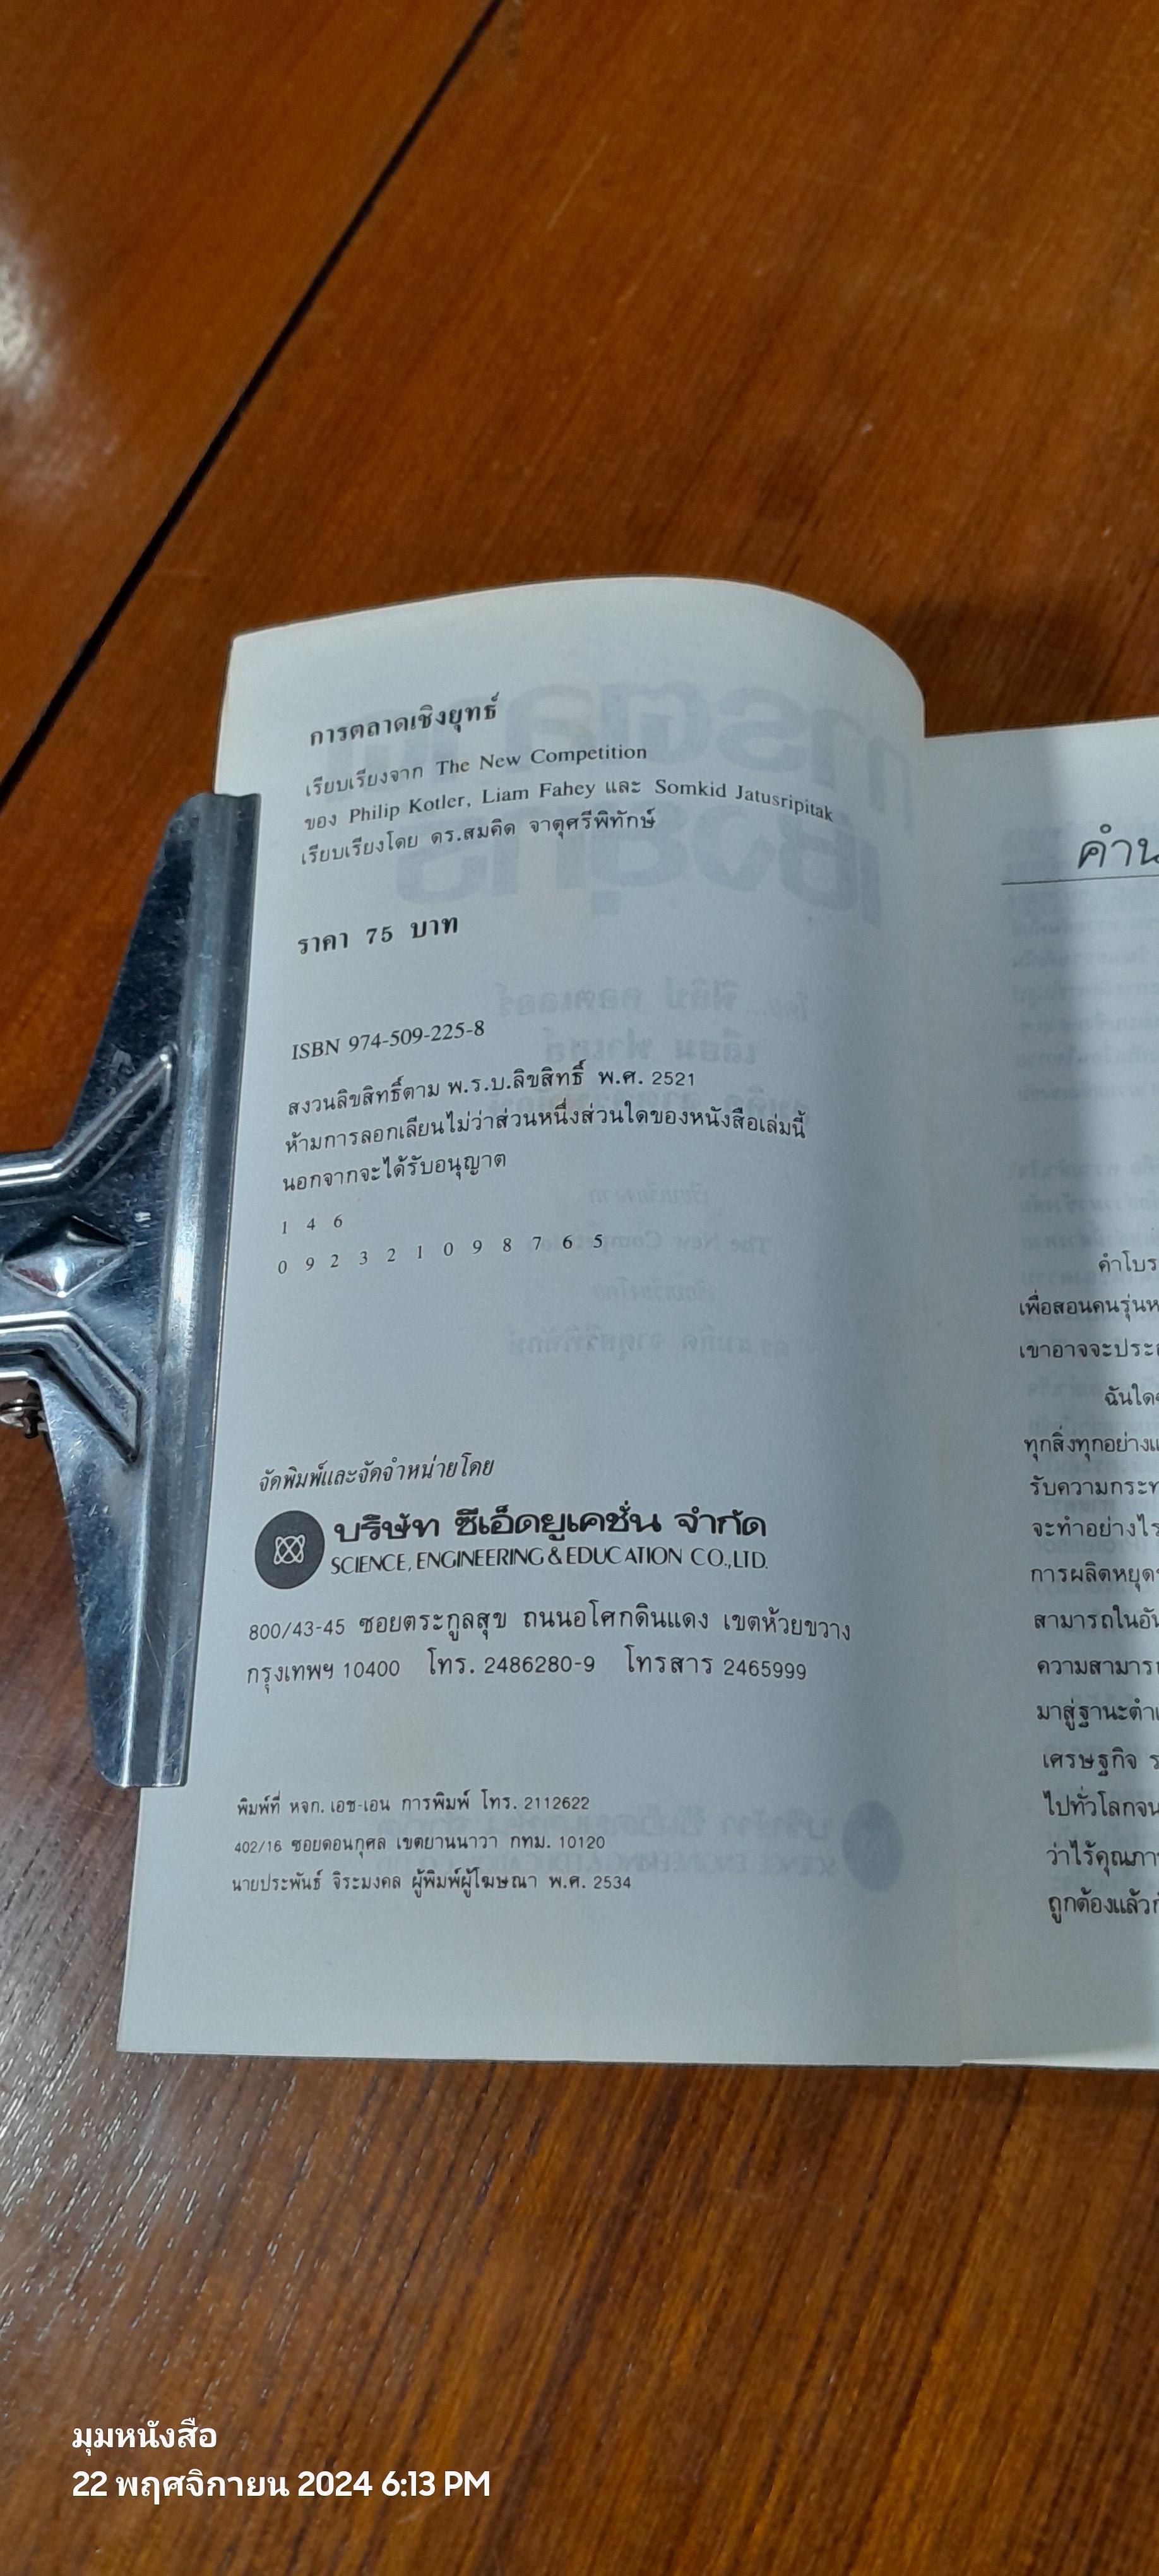 การตลาดเชิงยุทธ์
เรียบเรียงจาก The New Competition
ของ Philip Kotler, Liam Fahey และ Somkid Jatusripitak
เรียบเรียงโดย ดร.สมคิด จาตุศรีพิทักษ์
ราคา 75 บาท
ISBN 974-509-225-8
สงวนลิขสิทธิ์ตาม พ.ร.บ.ลิขสิทธิ์ พ.ศ. 2521
ห้ามการลอกเลียนไม่ว่าส่วนหนึ่งส่วนใดของหนังสือเล่มนี้
นอกจากจะได้รับอนุญาต
1 4 6
0 9 2 3 2 1 0 9 8 7 6 5
จัดพิมพ์และจัดจำหน่ายโดย
บริษัท ซีเอ็ดยูเคชั่น จำกัด
SCIENCE, ENGINEERING & EDUCATION CO.,LTD.
800/43-45 ซอยตระกูลสุข ถนนอโศกดินแดง เขตห้วยขวาง
กรุงเทพฯ 10400 โทร. 2486280-9 โทรสาร 2465999
พิมพ์ที่ หจก. เอช-เอน การพิมพ์ โทร. 2112622
402/16 ซอยดอนกุศล เขตยานนาวา กทม. 10120
นายประพันธ์ จิระมงคล ผู้พิมพ์ผู้โฆษณา พ.ศ. 2534
คำน
คำโบร
เพื่อสอนคนรุ่นห
เขาอาจจะประ
ฉันใด
ทุกสิ่งทุกอย่าง
รับความกระท
จะทำอย่างไร
การผลิตหยุด
สามารถในอัน
ความสามาร
มาสู่ฐานะตำ
เศรษฐกิจ ร
ไปทั่วโลกจน
ว่าไร้คุณภา
ถูกต้องแล้ว
มุมหนังสือ
22 พฤศจิกายน 2024 6:13 PM